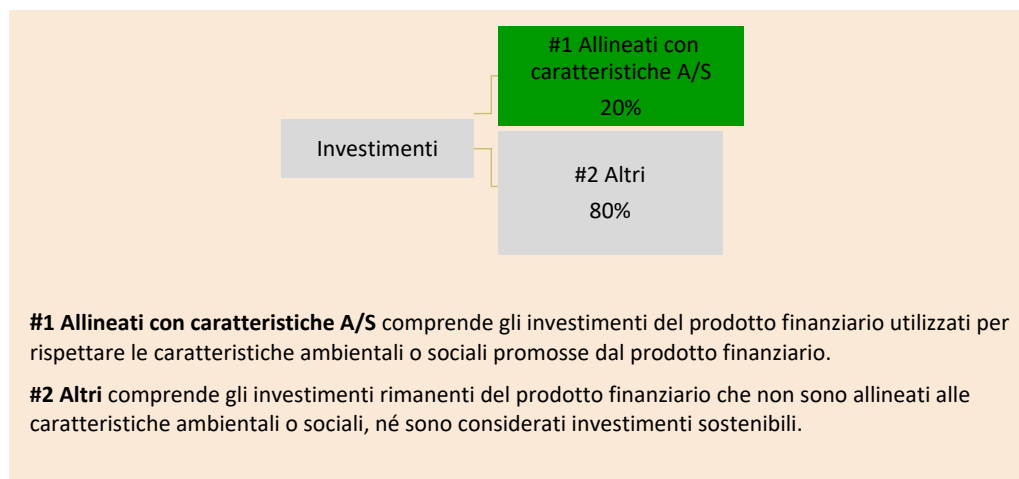 #1 Allineati con
caratteristiche A/S
20%
Investimenti
#2 Altri
80%
#1 Allineati con caratteristiche A/S comprende gli investimenti del prodotto finanziario utilizzati per
rispettare le caratteristiche ambientali o sociali promosse dal prodotto finanziario.
#2 Altri comprende gli investimenti rimanenti del prodotto finanziario che non sono allineati alle
caratteristiche ambientali o sociali, né sono considerati investimenti sostenibili.